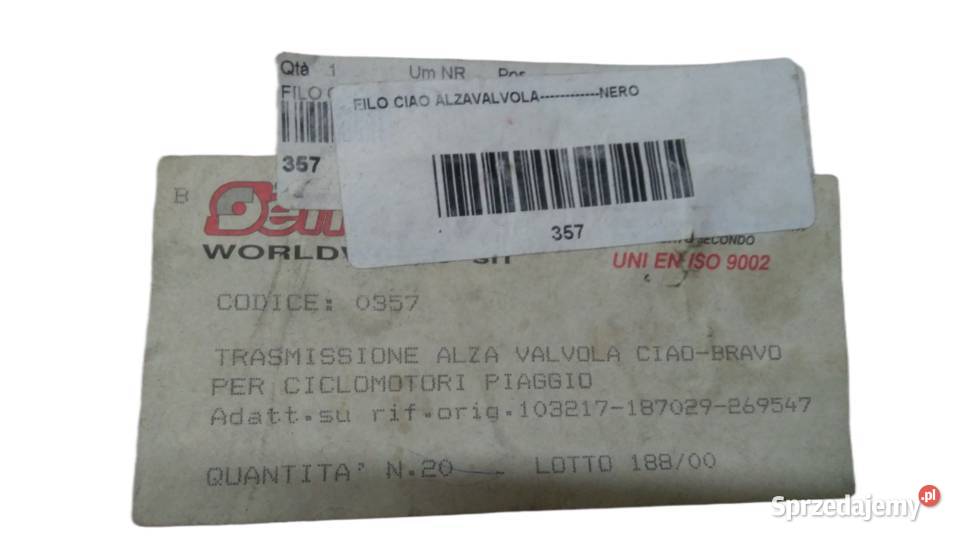 Qtà 1 Um NR
FILO
357
FILO CIAO ALZAVALVOLA------------NERO
357
B
SECONDO
UNI EN ISO 9002
CODICE: 0357
TRASMISSIONE ALZA VALVOLA CIAO-BRAVO
PER CICLOMOTORI PIAGGIO
Adatt.su rif.orig.103217-187029-269547
QUANTITA' N.20 LOTTO 188/00
Sprzedajemy.pl